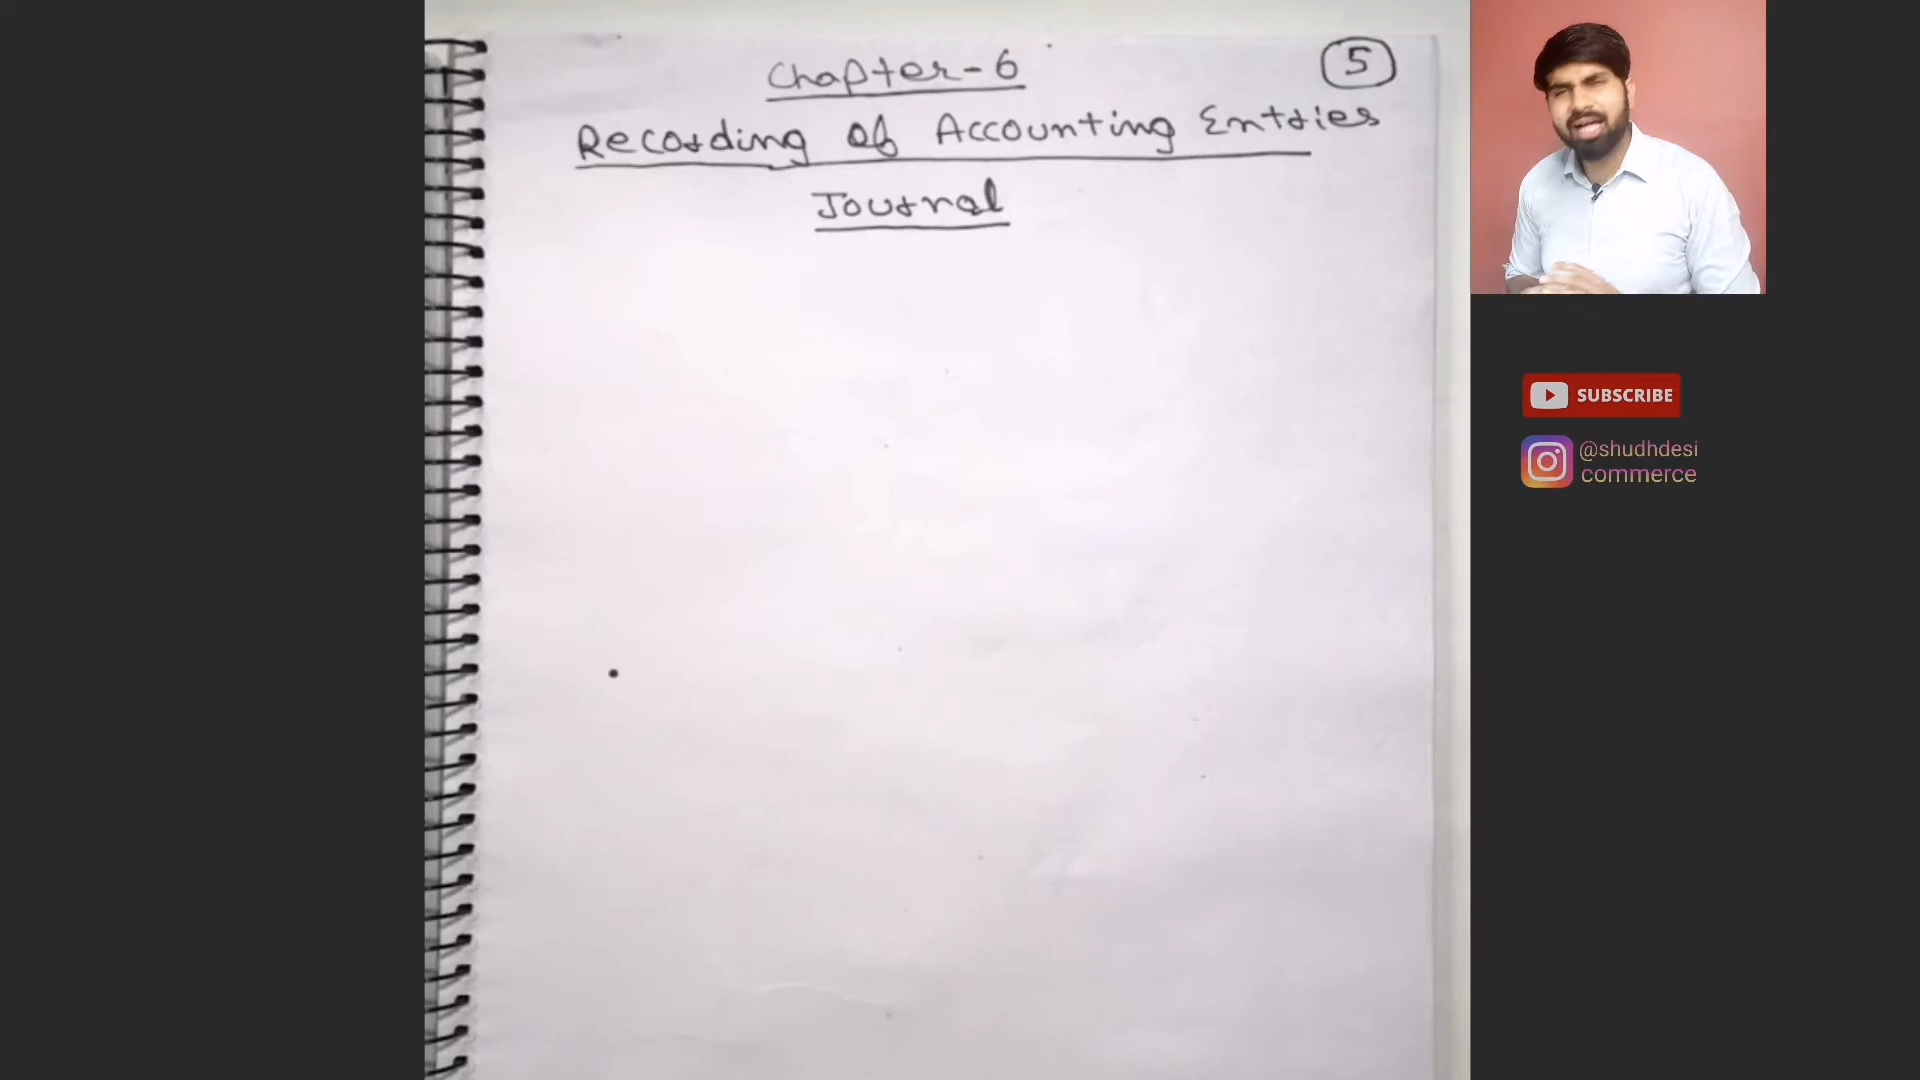 Chapter-6
5
Recording of Accounting Entries
Journal
SUBSCRIBE
@shudhdesi
commerce